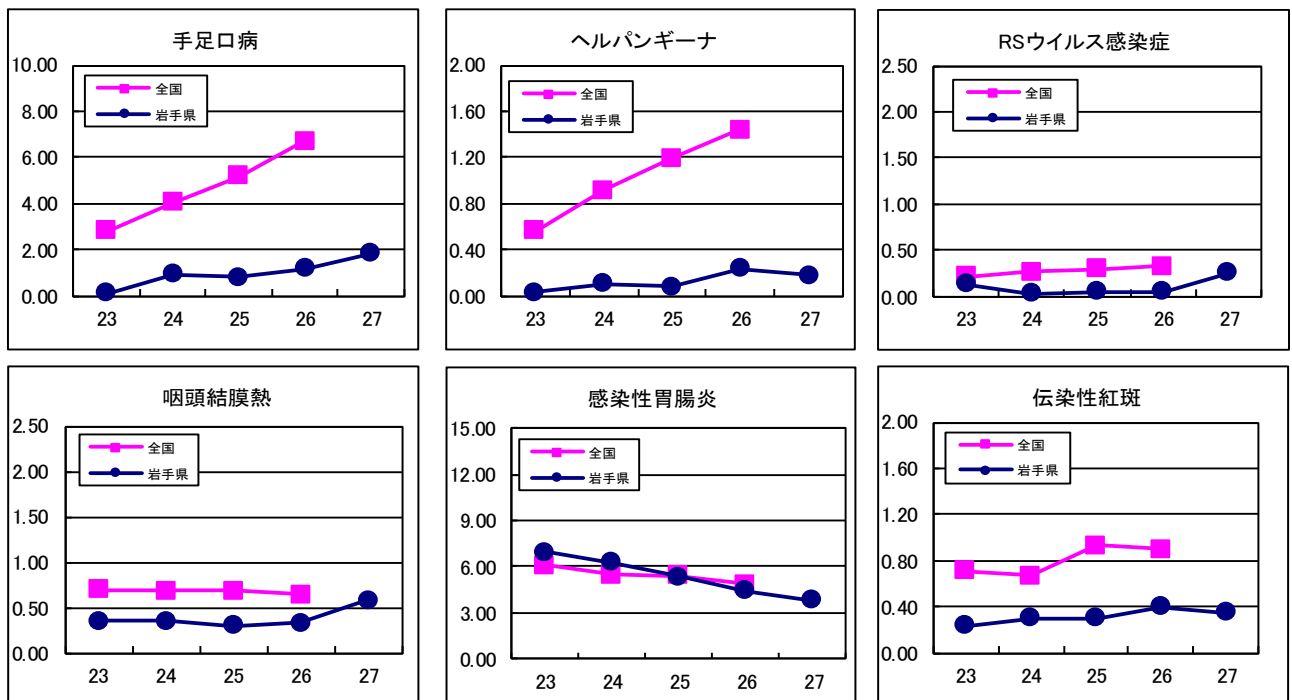 手足口病
10.00
8.00
6.00
4.00
2.00
0.00
全国
岩手県
23 24 25 26 27
ヘルパンギーナ
2.00
1.60
1.20
0.80
0.40
0.00
全国
岩手県
23 24 25 26 27
RSウイルス感染症
2.50
2.00
1.50
1.00
0.50
0.00
全国
岩手県
23 24 25 26 27
咽頭結膜熱
2.50
2.00
1.50
1.00
0.50
0.00
全国
岩手県
23 24 25 26 27
感染性胃腸炎
15.00
12.00
9.00
6.00
3.00
0.00
全国
岩手県
23 24 25 26 27
伝染性紅斑
2.00
1.60
1.20
0.80
0.40
0.00
全国
岩手県
23 24 25 26 27